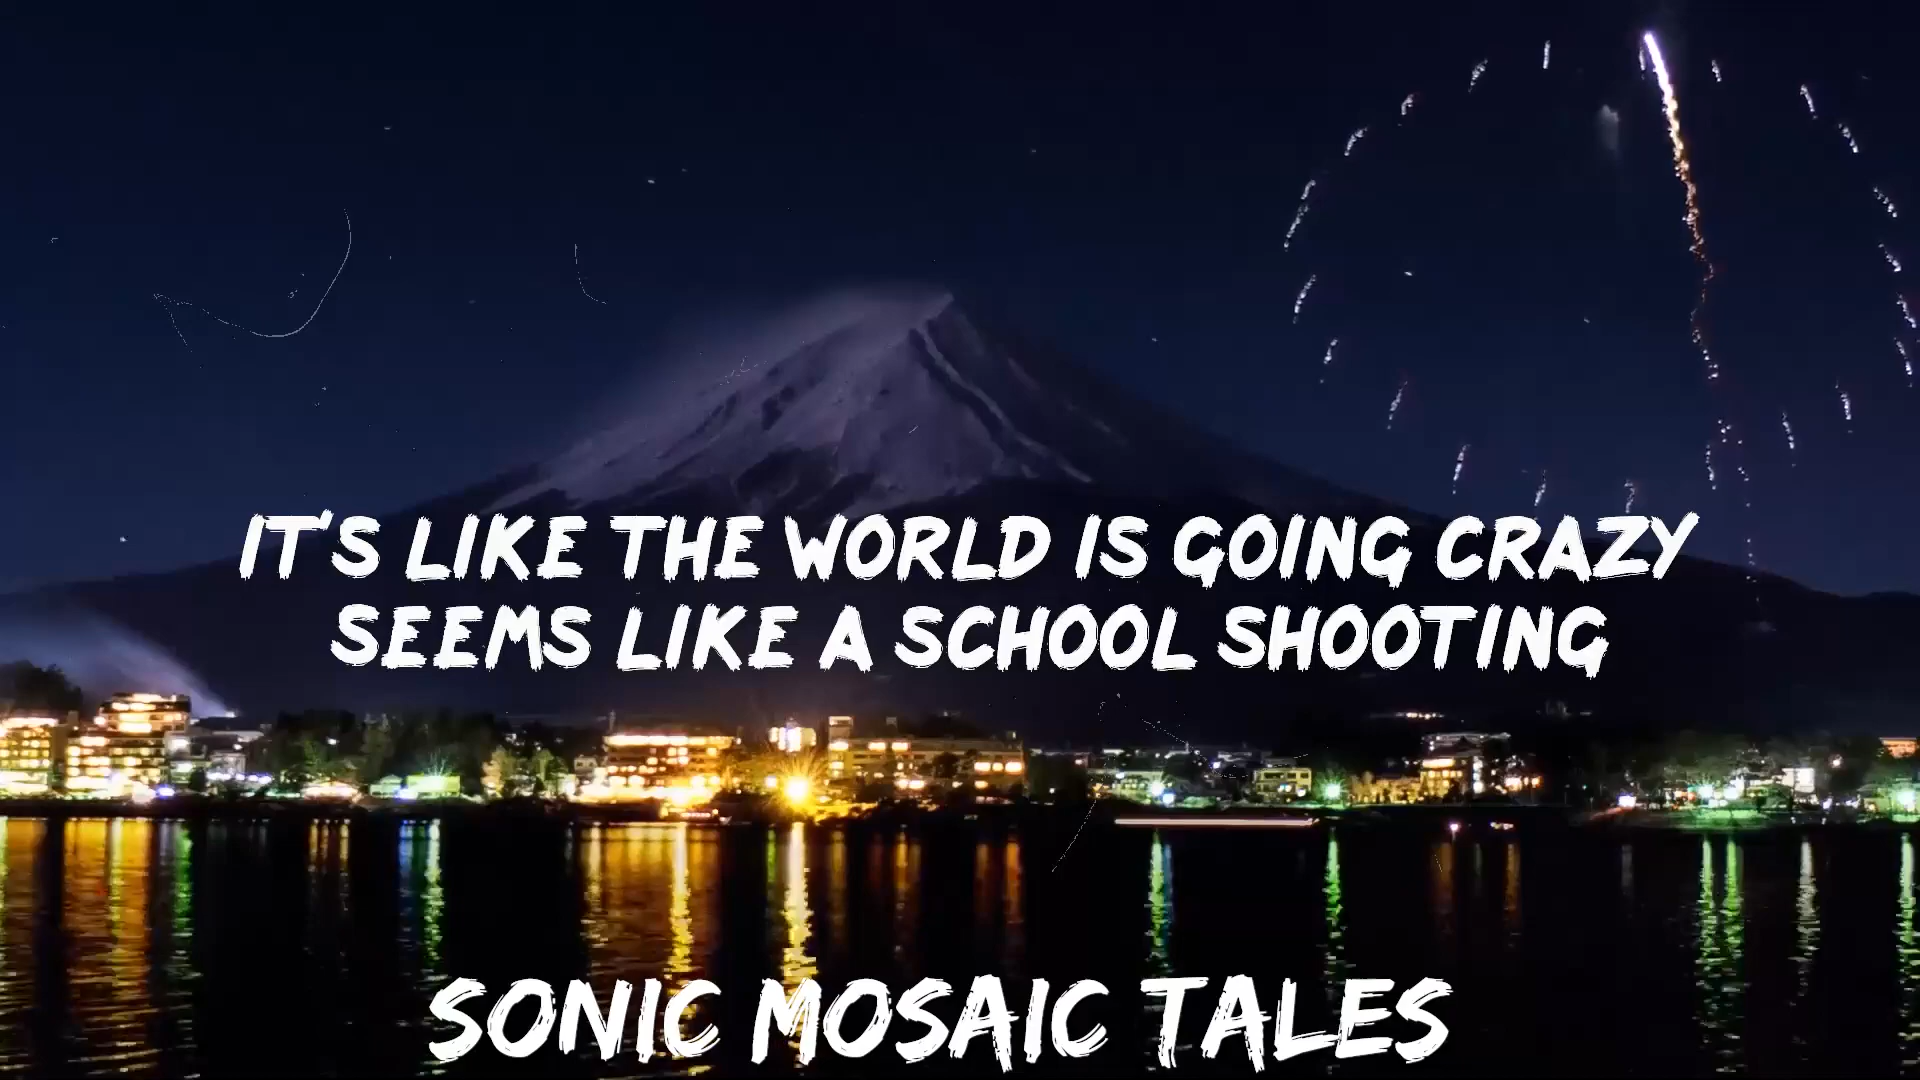 IT'S LIKE THE WORLD IS GOING CRAZY
SEEMS LIKE A SCHOOL SHOOTING
SONIC MOSAIC TALES